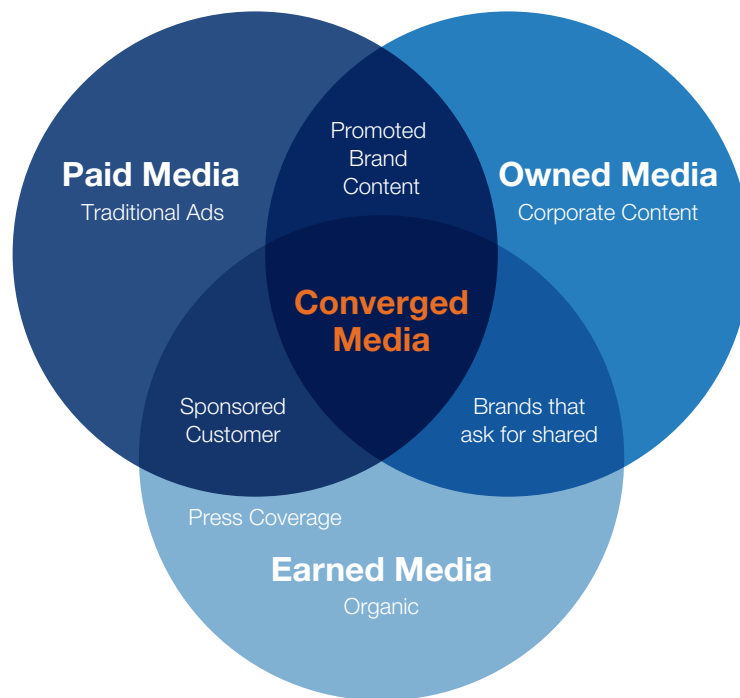 Promoted
Brand
Content
Paid Media
Traditional Ads
Owned Media
Corporate Content
Converged
Media
Sponsored
Customer
Brands that
ask for shared
Press Coverage
Earned Media
Organic